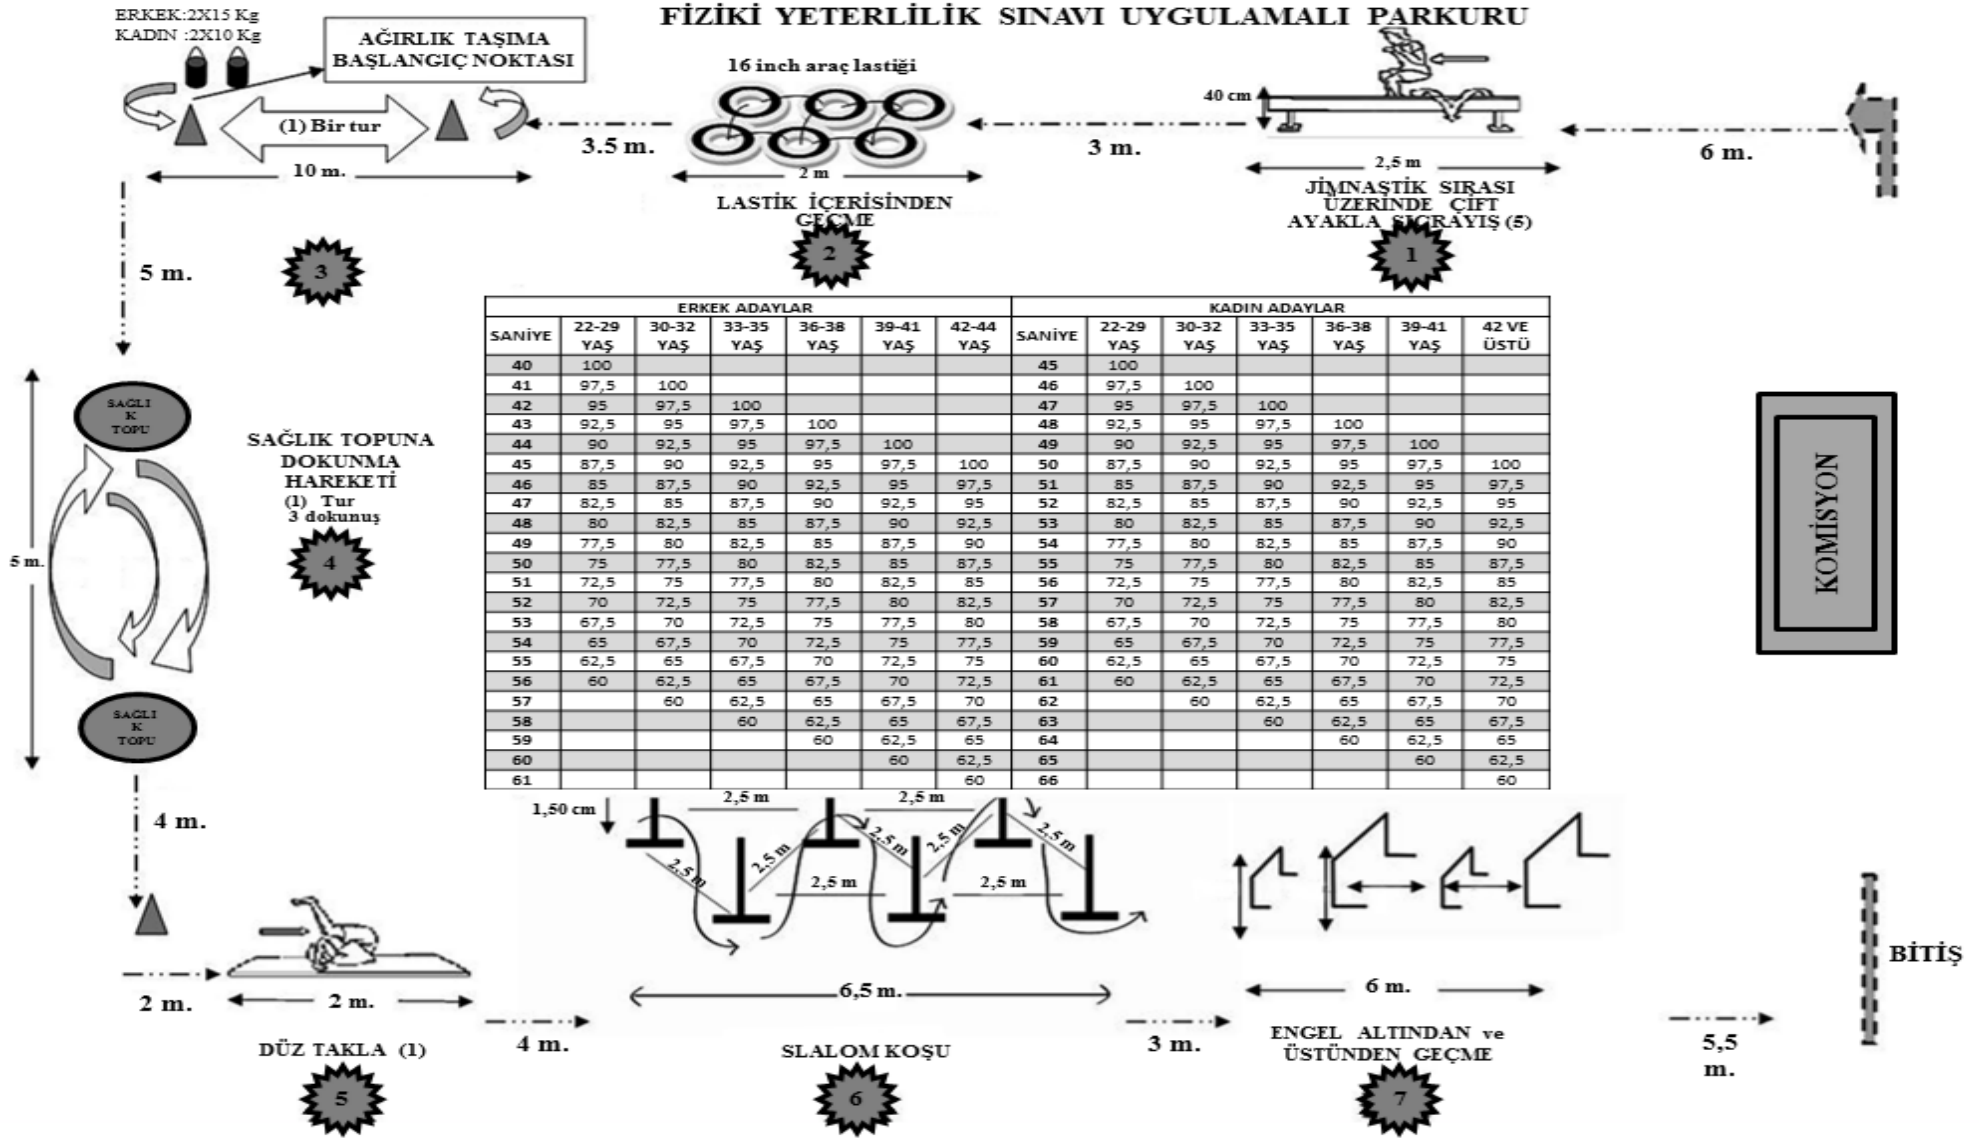 FİZİKİ YETERLİLİK SINAVI UYGULAMALI PARKURU
ERKEK:2X15 Kg
KADIN :2X10 Kg
AĞIRLIK TAŞIMA
BAŞLANGIÇ NOKTASI
(1) Bir tur
10 m.
3.5 m.
16 inch araç lastiği
2 m
LASTİK İÇERİSİNDEN
GEÇME
2
3 m.
40 cm
2,5 m
JİMNAŞTİK SIRASI
ÜZERİNDE ÇİFT
AYAKLA SIÇRAYIŞ (5)
1
6 m.
5 m.
3
ERKEK ADAYLAR KADIN ADAYLAR
SANİYE 22-29 YAŞ 30-32 YAŞ 33-35 YAŞ 36-38 YAŞ 39-41 YAŞ 42-44 YAŞ SANİYE 22-29 YAŞ 30-32 YAŞ 33-35 YAŞ 36-38 YAŞ 39-41 YAŞ 42 VE ÜSTÜ
40 100 45 100
41 97,5 100 46 97,5 100
42 95 97,5 100 47 95 97,5 100
43 92,5 95 97,5 100 48 92,5 95 97,5 100
44 90 92,5 95 97,5 100 49 90 92,5 95 97,5 100
45 87,5 90 92,5 95 97,5 100 50 87,5 90 92,5 95 97,5 100
46 85 87,5 90 92,5 95 97,5 51 85 87,5 90 92,5 95 97,5
47 82,5 85 87,5 90 92,5 95 52 82,5 85 87,5 90 92,5 95
48 80 82,5 85 87,5 90 92,5 53 80 82,5 85 87,5 90 92,5
49 77,5 80 82,5 85 87,5 90 54 77,5 80 82,5 85 87,5 90
50 75 77,5 80 82,5 85 87,5 55 75 77,5 80 82,5 85 87,5
51 72,5 75 77,5 80 82,5 85 56 72,5 75 77,5 80 82,5 85
52 70 72,5 75 77,5 80 82,5 57 70 72,5 75 77,5 80 82,5
53 67,5 70 72,5 75 77,5 80 58 67,5 70 72,5 75 77,5 80
54 65 67,5 70 72,5 75 77,5 59 65 67,5 70 72,5 75 77,5
55 62,5 65 67,5 70 72,5 75 60 62,5 65 67,5 70 72,5 75
56 60 62,5 65 67,5 70 72,5 61 60 62,5 65 67,5 70 72,5
57 60 62,5 65 67,5 70 62 60 62,5 65 67,5 70
58 60 62,5 65 67,5 63 60 62,5 65 67,5
59 60 62,5 65 64 60 62,5 65
60 60 62,5 65 60 62,5
61 60 66 60
SAĞLI
K
TOPU
SAĞLIK TOPUNA
DOKUNMA
HAREKETİ
(1) Tur
3 dokunuş
4
5 m.
SAĞLI
K
TOPU
KOMİSYON
4 m.
2 m.
2 m.
DÜZ TAKLA (1)
5
4 m.
1,50 cm
2,5 m
2,5 m
2,5 m
2,5 m
2,5 m
2,5 m
2,5 m
2,5 m
2,5 m
6,5 m.
SLALOM KOŞU
6
3 m.
6 m.
ENGEL ALTINDAN ve
ÜSTÜNDEN GEÇME
7
5,5
m.
BİTİŞ